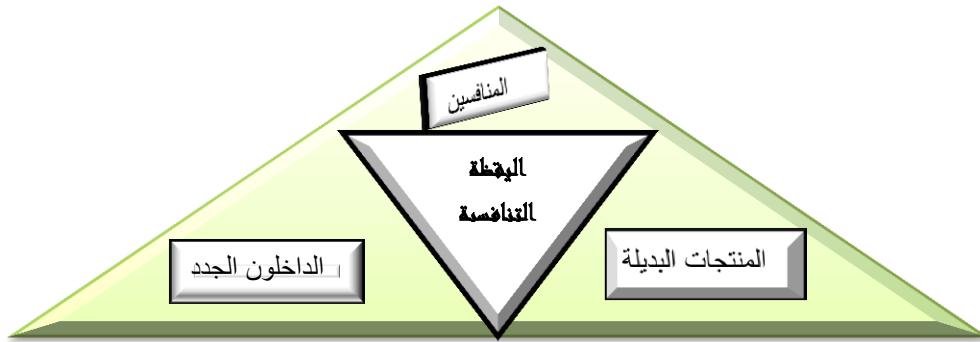 المنافسين
اليقظة
التنافسية
المنتجات البديلة
الداخلون الجدد